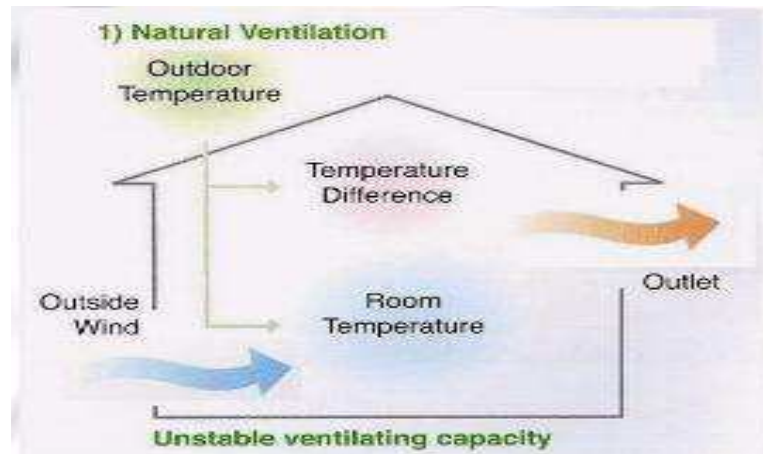 1) Natural Ventilation
Outdoor
Temperature
Temperature
Difference
Outside
Wind
Room
Temperature
Outlet
Unstable ventilating capacity